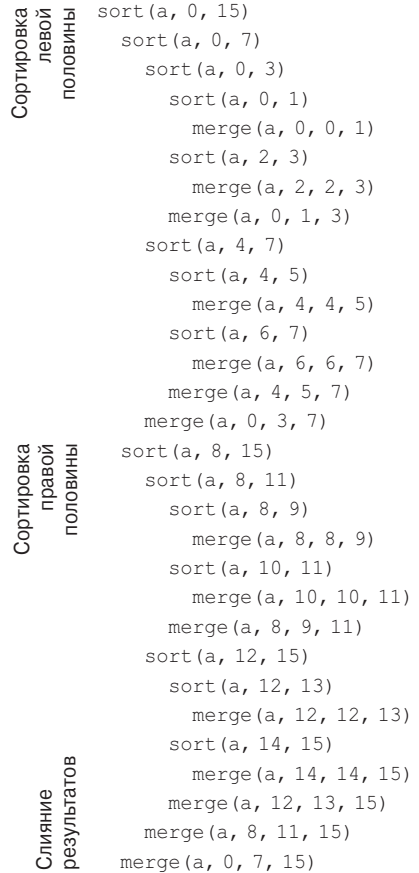 Сортировка
левой
половины
sort(a, 0, 15)
sort(a, 0, 7)
sort(a, 0, 3)
sort(a, 0, 1)
merge(a, 0, 0, 1)
sort(a, 2, 3)
merge(a, 2, 2, 3)
merge(a, 0, 1, 3)
sort(a, 4, 7)
sort(a, 4, 5)
merge(a, 4, 4, 5)
sort(a, 6, 7)
merge(a, 6, 6, 7)
merge(a, 4, 5, 7)
merge(a, 0, 3, 7)
Сортировка
правой
половины
sort(a, 8, 15)
sort(a, 8, 11)
sort(a, 8, 9)
merge(a, 8, 8, 9)
sort(a, 10, 11)
merge(a, 10, 10, 11)
merge(a, 8, 9, 11)
sort(a, 12, 15)
sort(a, 12, 13)
merge(a, 12, 12, 13)
sort(a, 14, 15)
merge(a, 14, 14, 15)
merge(a, 12, 13, 15)
merge(a, 8, 11, 15)
Слияние
результатов
merge(a, 0, 7, 15)